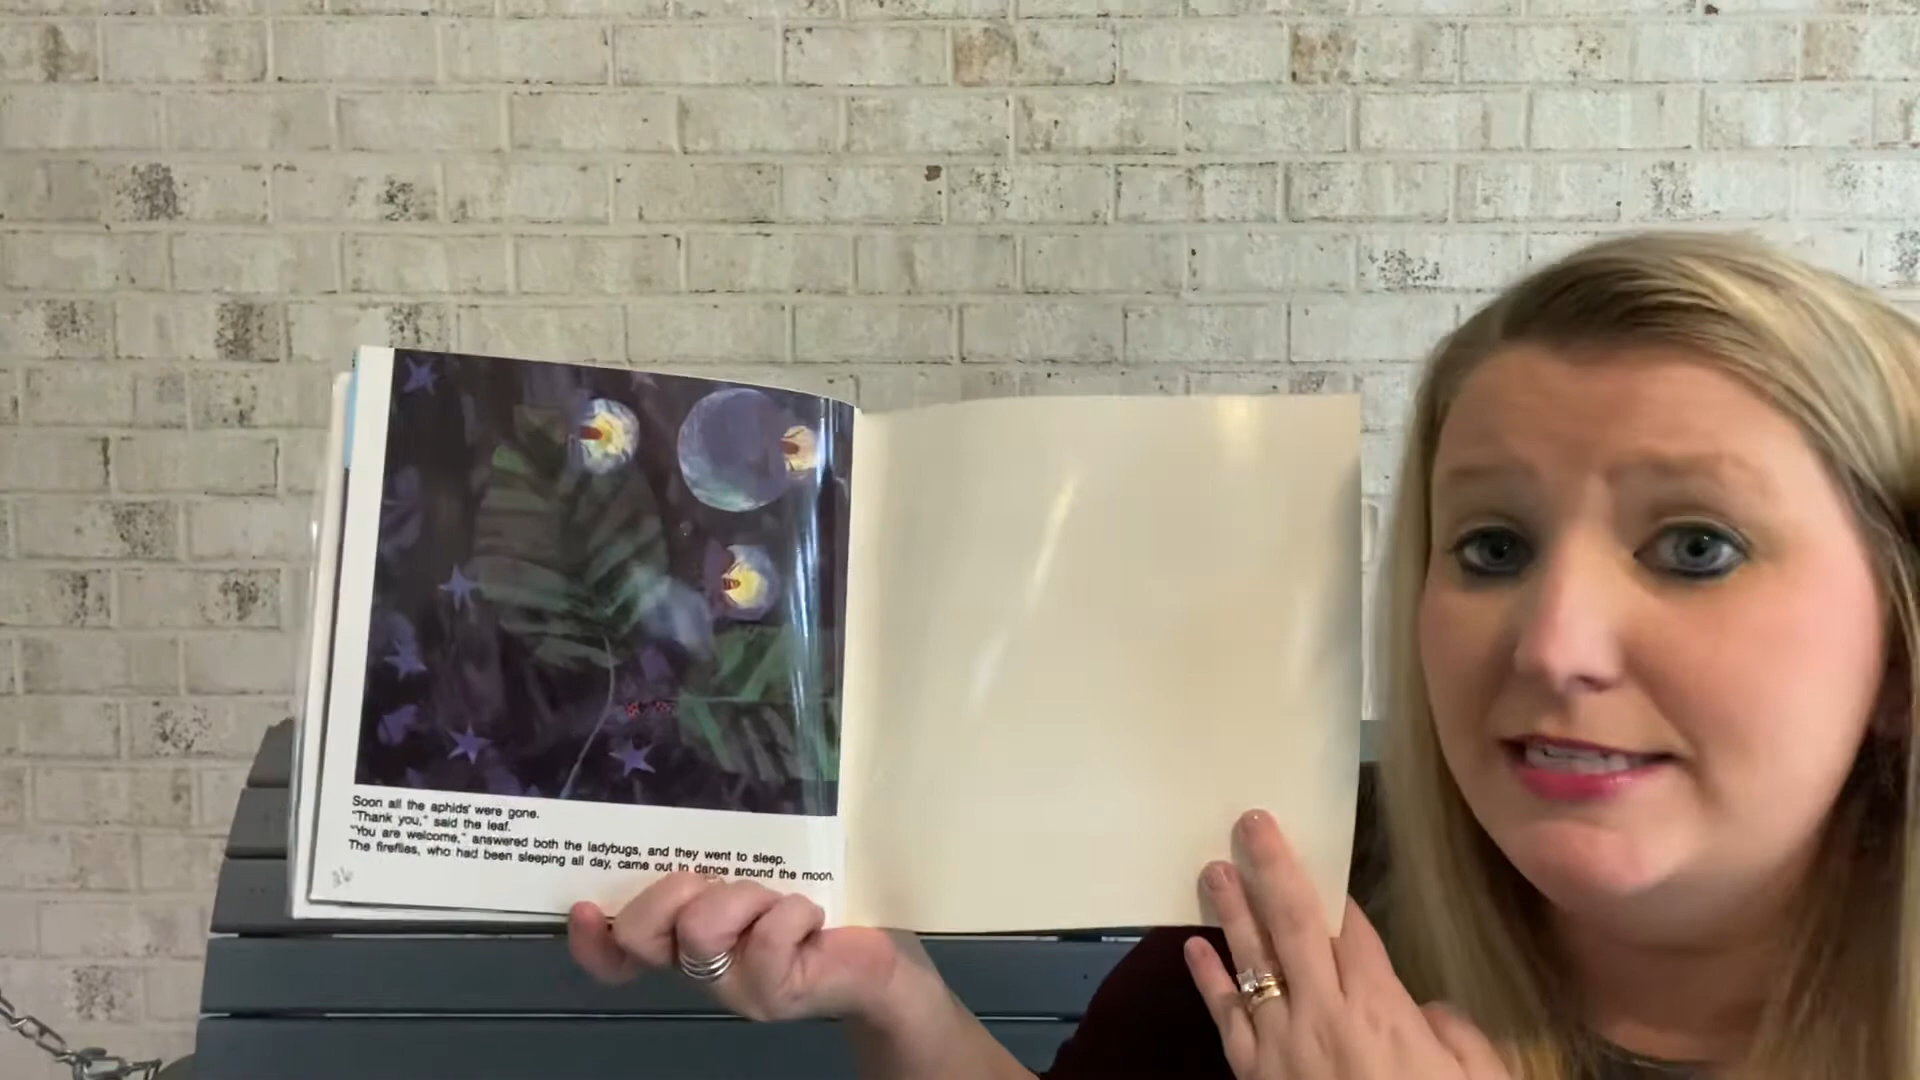 Soon all the aphids were gone.
"Thank you," said the leaf.
"You are welcome," answered both the ladybugs, and they went to sleep.
The fireflies, who had been sleeping all day, came out to dance around the moon.
36